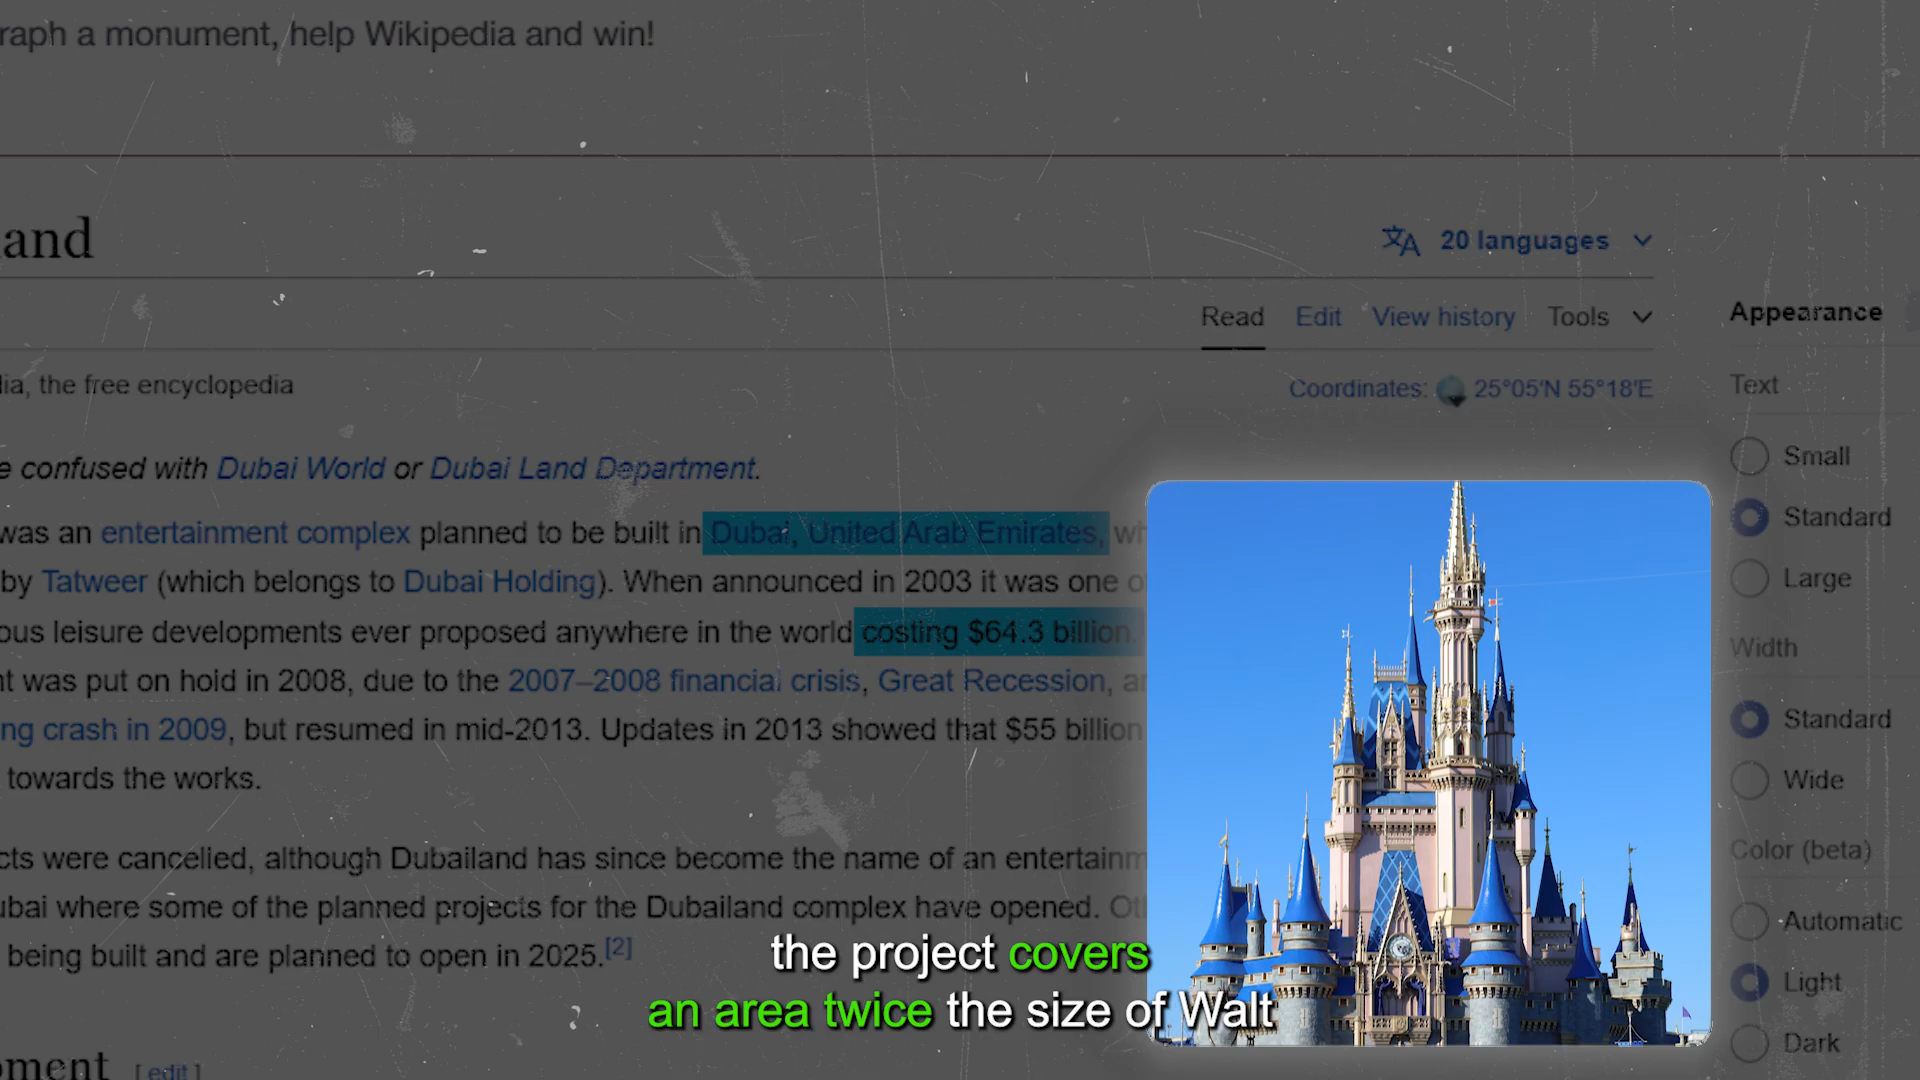 raph a monument, help Wikipedia and win!
and
20 languages
Read Edit View history Tools
Appearance
ia, the free encyclopedia
Coordinates: 25°05′N 55°18′E
Text
e confused with Dubai World or Dubai Land Department.
Small
was an entertainment complex planned to be built in Dubai, United Arab Emirates, wh
Standard
by Tatweer (which belongs to Dubai Holding). When announced in 2003 it was one o
Large
ous leisure developments ever proposed anywhere in the world costing $64.3 billion.
Width
t was put on hold in 2008, due to the 2007–2008 financial crisis, Great Recession, a
Standard
ng crash in 2009, but resumed in mid-2013. Updates in 2013 showed that $55 billion
towards the works.
Wide
Color (beta)
cts were cancelled, although Dubailand has since become the name of an entertainm
ubai where some of the planned projects for the Dubailand complex have opened. Ot
Automatic
being built and are planned to open in 2025.[2]
Light
the project covers
an area twice the size of Walt
Dark
oment [ edit ]